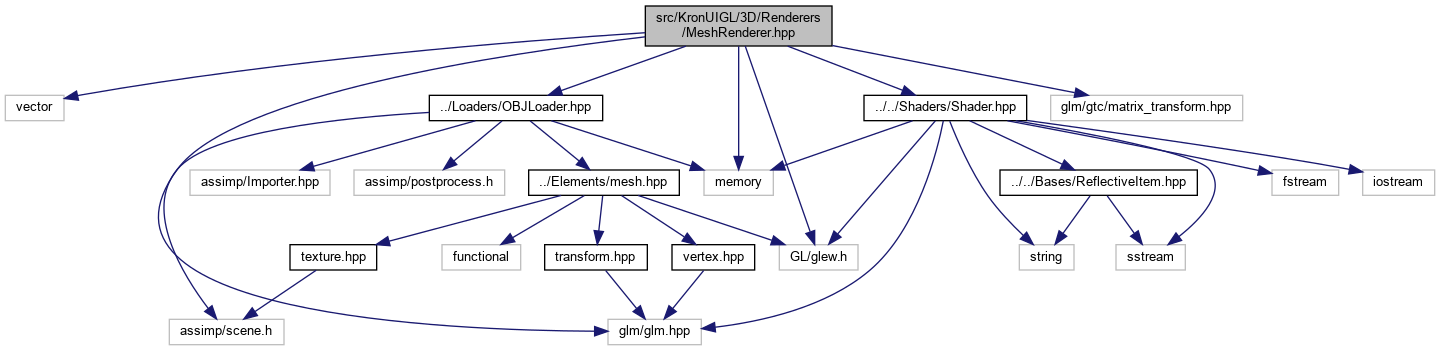 src/KronUIGL/3D/Renderers
/MeshRenderer.hpp
vector
../Loaders/OBJLoader.hpp
../../Shaders/Shader.hpp
glm/gtc/matrix_transform.hpp
assimp/Importer.hpp
assimp/postprocess.h
../Elements/mesh.hpp
memory
../../Bases/ReflectiveItem.hpp
fstream
iostream
texture.hpp
functional
transform.hpp
vertex.hpp
GL/glew.h
string
sstream
assimp/scene.h
glm/glm.hpp